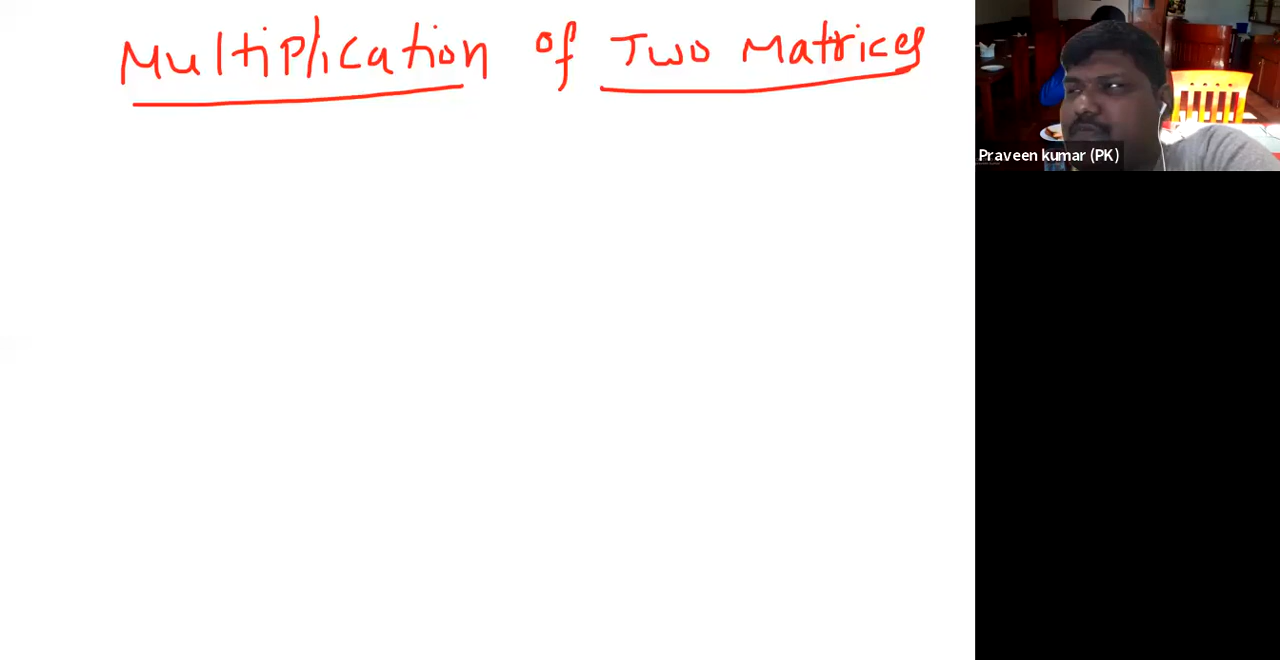 Multiplication of Two Matrices
Praveen kumar (PK)